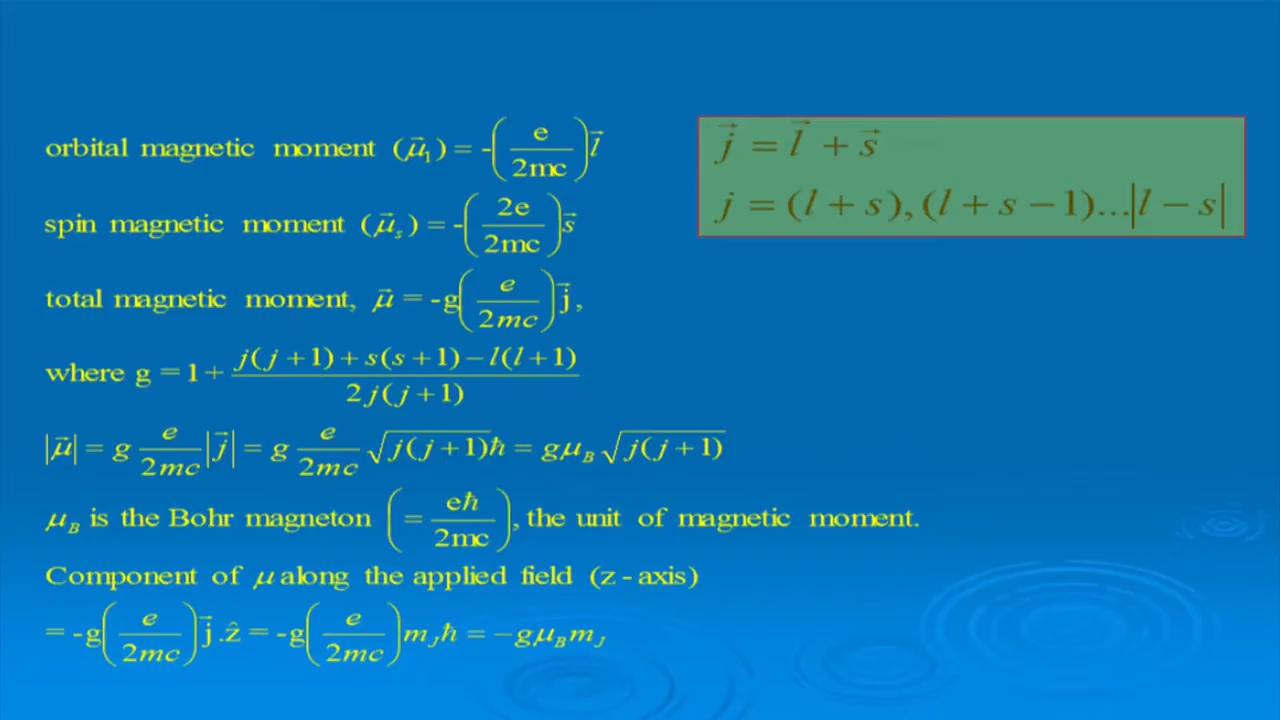 orbital magnetic moment (μ⃗₁) = -(e/2mc) l⃗
spin magnetic moment (μ⃗ₛ) = -(2e/2mc) s⃗
total magnetic moment, μ⃗ = -g(e/2mc) j⃗ ,
where g = 1 + (j(j+1) + s(s+1) − l(l+1))/(2j(j+1))
|μ⃗| = g e/2mc |j⃗| = g e/2mc √(j(j+1))ħ = gμ_B √(j(j+1))
μ_B is the Bohr magneton (= eħ/2mc), the unit of magnetic moment.
Component of μ along the applied field (z - axis)
= -g(e/2mc) j⃗ .ẑ = -g(e/2mc) m_J ħ = −gμ_B m_J
j⃗ = l⃗ + s⃗
j = (l + s), (l + s − 1)...|l − s|